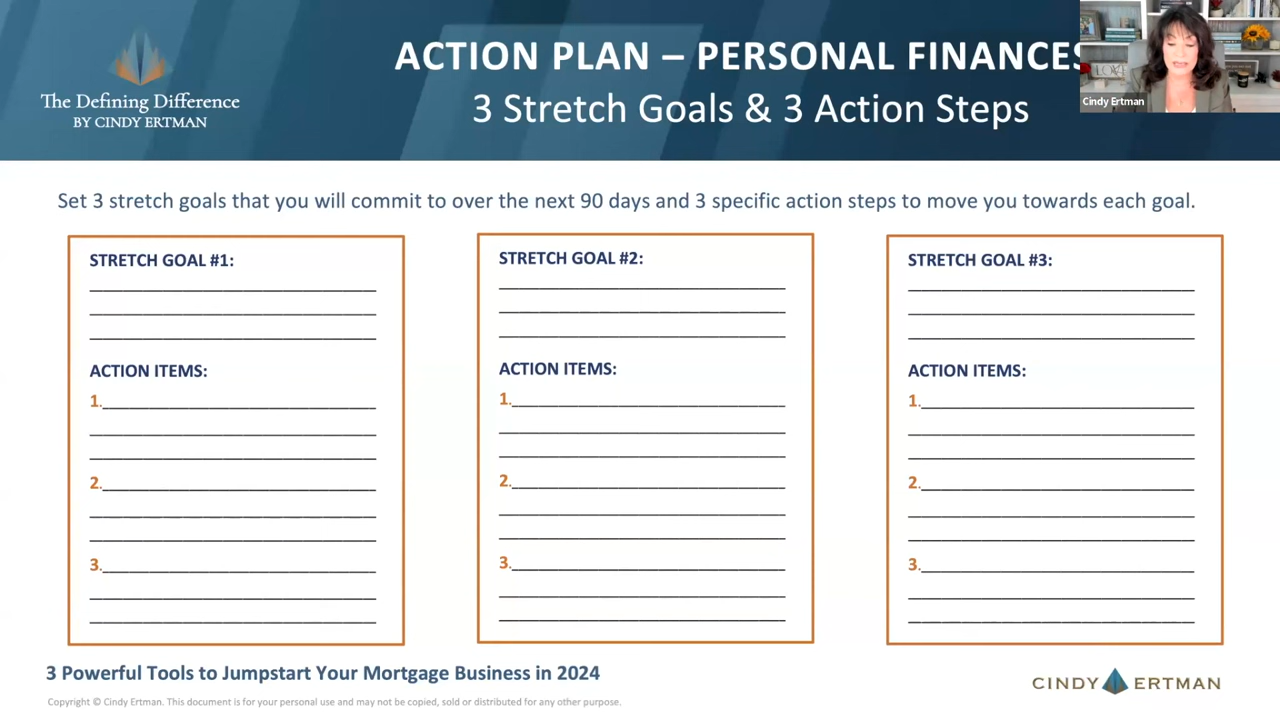 The Defining Difference
BY CINDY ERTMAN
ACTION PLAN – PERSONAL FINANCES
3 Stretch Goals & 3 Action Steps
LOVE
Cindy Ertman
Set 3 stretch goals that you will commit to over the next 90 days and 3 specific action steps to move you towards each goal.
STRETCH GOAL #1:
ACTION ITEMS:
1.
2.
3.
STRETCH GOAL #2:
ACTION ITEMS:
1.
2.
3.
STRETCH GOAL #3:
ACTION ITEMS:
1.
2.
3.
3 Powerful Tools to Jumpstart Your Mortgage Business in 2024
Copyright © Cindy Ertman. This document is for your personal use and may not be copied, sold or distributed for any other purpose.
CINDY ERTMAN